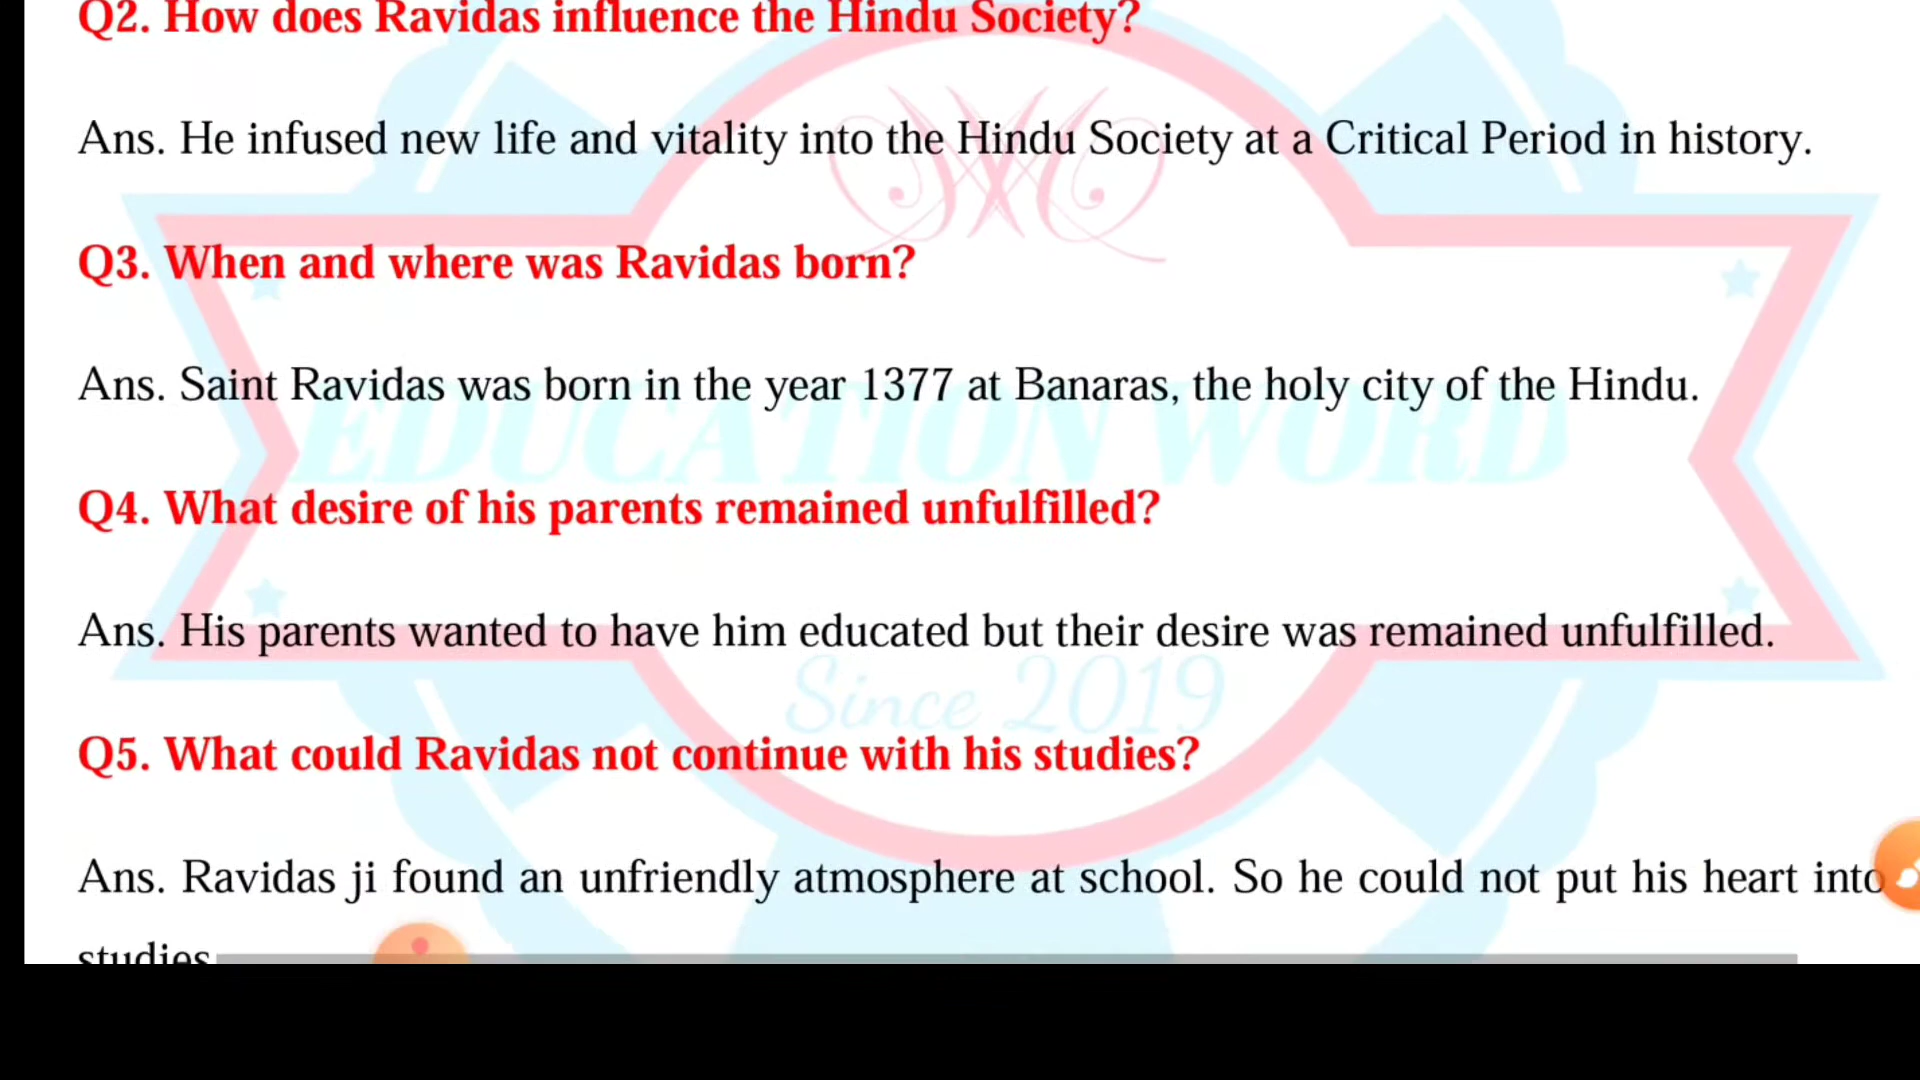 Q2. How does Ravidas influence the Hindu Society?
Ans. He infused new life and vitality into the Hindu Society at a Critical Period in history.
Q3. When and where was Ravidas born?
Ans. Saint Ravidas was born in the year 1377 at Banaras, the holy city of the Hindu.
EDUCATION WORD
Q4. What desire of his parents remained unfulfilled?
Ans. His parents wanted to have him educated but their desire was remained unfulfilled.
Since 2019
Q5. What could Ravidas not continue with his studies?
Ans. Ravidas ji found an unfriendly atmosphere at school. So he could not put his heart into
studies